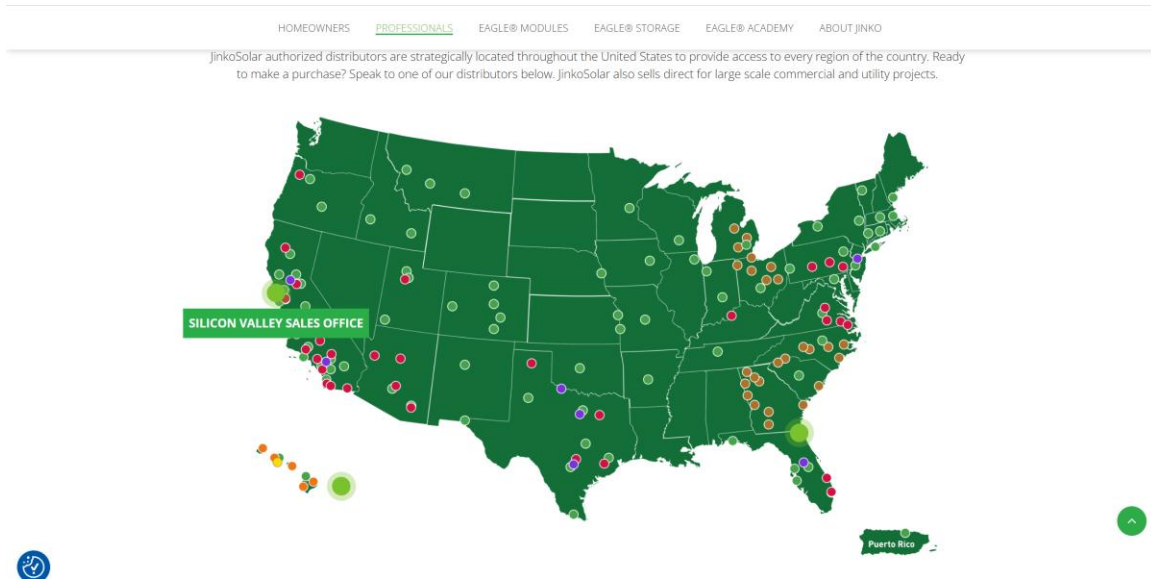 HOMEOWNERS PROFESSIONALS EAGLE® MODULES EAGLE® STORAGE EAGLE® ACADEMY ABOUT JINKO
JinkoSolar authorized distributors are strategically located throughout the United States to provide access to every region of the country. Ready
to make a purchase? Speak to one of our distributors below. JinkoSolar also sells direct for large scale commercial and utility projects.
SILICON VALLEY SALES OFFICE
Puerto Rico